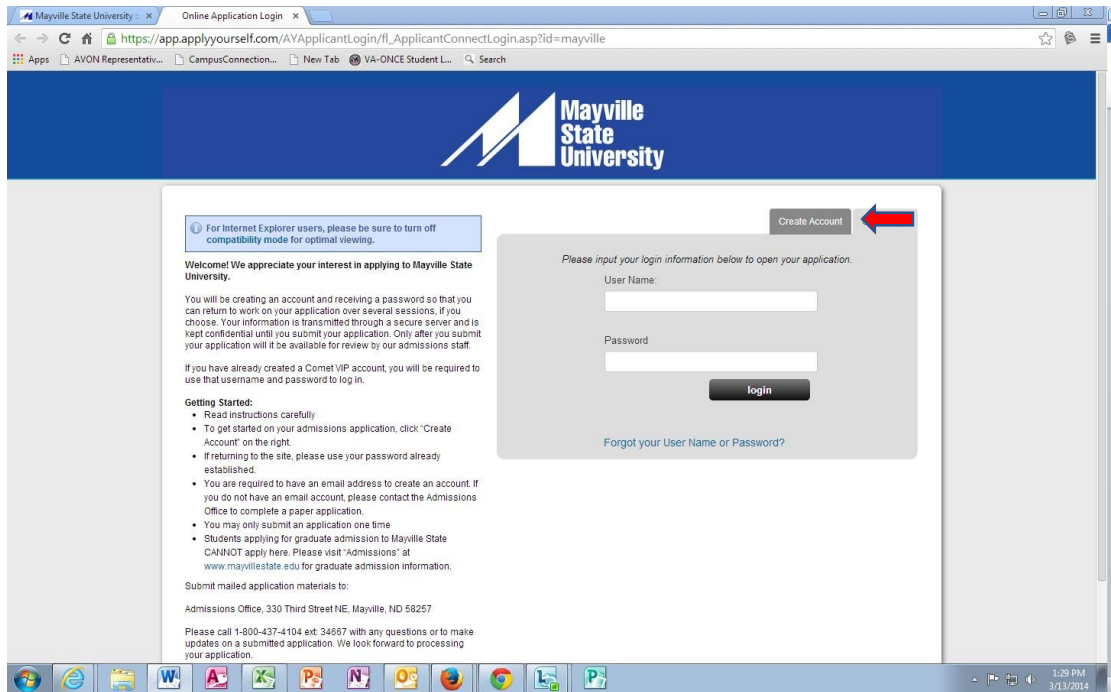 Mayville State University :
Online Application Login
https://app.applyyourself.com/AYApplicantLogin/fl_ApplicantConnectLogin.asp?id=mayville
Apps AVON Representativ... CampusConnection... New Tab VA-ONCE Student L... Search
Mayville
State
University
For Internet Explorer users, please be sure to turn off
compatibility mode for optimal viewing.
Welcome! We appreciate your interest in applying to Mayville State
University.
You will be creating an account and receiving a password so that you
can return to work on your application over several sessions, if you
choose. Your information is transmitted through a secure server and is
kept confidential until you submit your application. Only after you submit
your application will it be available for review by our admissions staff.
If you have already created a Comet VIP account, you will be required to
use that username and password to log in.
Getting Started:
• Read instructions carefully
• To get started on your admissions application, click "Create
Account" on the right.
• If returning to the site, please use your password already
established.
• You are required to have an email address to create an account. If
you do not have an email account, please contact the Admissions
Office to complete a paper application.
• You may only submit an application one time
• Students applying for graduate admission to Mayville State
CANNOT apply here. Please visit "Admissions" at
www.mayvillestate.edu for graduate admission information.
Submit mailed application materials to:
Admissions Office, 330 Third Street NE, Mayville, ND 58257
Please call 1-800-437-4104 ext: 34667 with any questions or to make
updates on a submitted application. We look forward to processing
your application.
Create Account
Please input your login information below to open your application.
User Name:
Password
login
Forgot your User Name or Password?
1:29 PM
3/13/2014